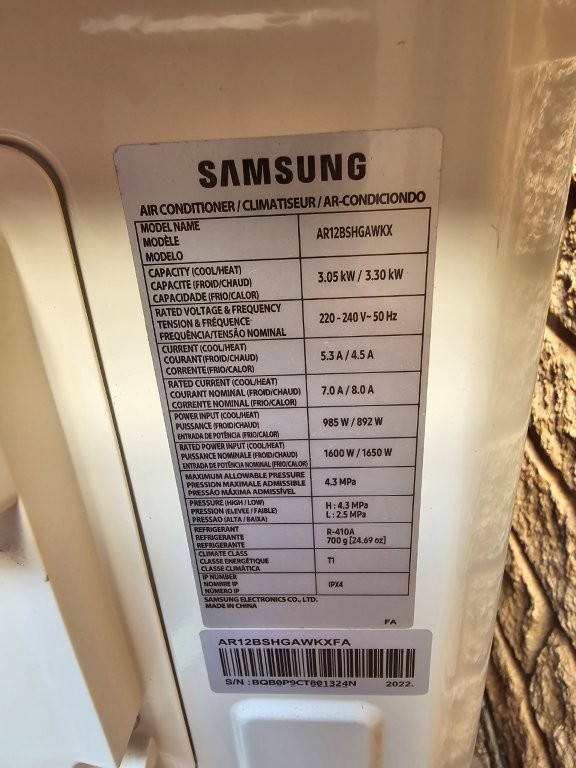 SAMSUNG
AIR CONDITIONER / CLIMATISEUR / AR-CONDICIONDO
MODEL NAME
MODÈLE
MODELO
AR12BSHGAWKX
CAPACITY (COOL/HEAT)
CAPACITE (FROID/CHAUD)
CAPACIDADE (FRIO/CALOR)
3.05 kW / 3.30 kW
RATED VOLTAGE & FREQUENCY
TENSION & FRÉQUENCE
FREQUÊNCIA/TENSÃO NOMINAL
220 - 240 V~ 50 Hz
CURRENT (COOL/HEAT)
COURANT(FROID/CHAUD)
CORRENTE(FRIO/CALOR)
5.3 A / 4.5 A
RATED CURRENT (COOL/HEAT)
COURANT NOMINAL (FROID/CHAUD)
CORRENTE NOMINAL (FRIO/CALOR)
7.0 A / 8.0 A
POWER INPUT (COOL/HEAT)
PUISSANCE (FROID/CHAUD)
ENTRADA DE POTÊNCIA (FRIO/CALOR)
985 W / 892 W
RATED POWER INPUT (COOL/HEAT)
PUISSANCE NOMINALE (FROID/CHAUD)
ENTRADA DE POTÊNCIA NOMINAL (FRIO/CALOR)
1600 W / 1650 W
MAXIMUM ALLOWABLE PRESSURE
PRESSION MAXIMALE ADMISSIBLE
PRESSÃO MÁXIMA ADMISSÍVEL
4.3 MPa
PRESSURE (HIGH / LOW)
PRESSION (ELEVEE / FAIBLE)
PRESSAO (ALTA / BAIXA)
H : 4.3 MPa
L : 2.5 MPa
REFRIGERANT
REFRIGERANTE
REFRIGERANTE
R-410A
700 g [24.69 oz]
CLIMATE CLASS
CLASSE ENERGÉTIQUE
CLASSE CLIMÁTICA
T1
IP NUMBER
NOMBRE IP
NÚMERO IP
IPX4
SAMSUNG ELECTRONICS CO., LTD.
MADE IN CHINA
FA
AR12BSHGAWKXFA
S/N : BQB0P9CT801324N 2022.